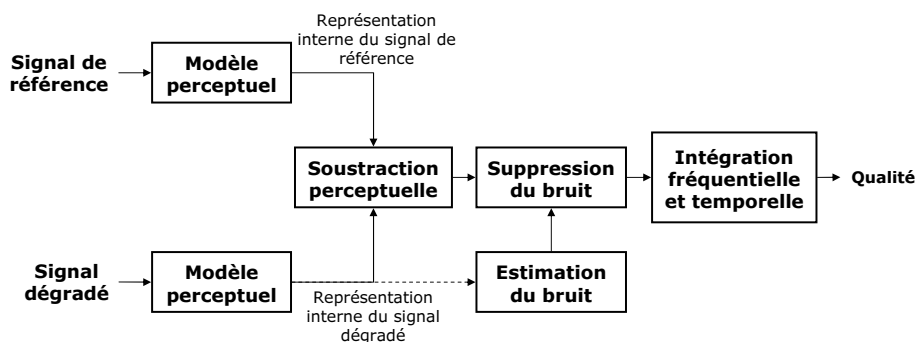 Représentation
interne du signal de
référence
Signal de
référence
Modèle
perceptuel
Soustraction
perceptuelle
Suppression
du bruit
Intégration
fréquentielle
et temporelle
Qualité
Signal
dégradé
Modèle
perceptuel
Représentation
interne du signal
dégradé
Estimation
du bruit